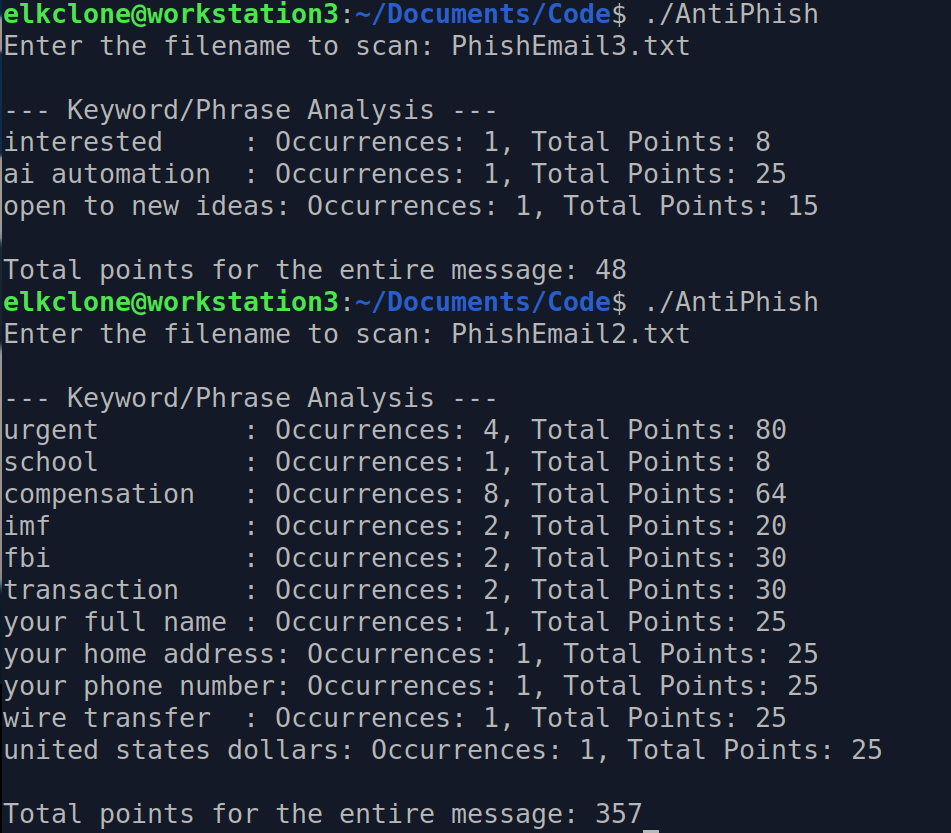 elkclone@workstation3:~/Documents/Code$ ./AntiPhish
Enter the filename to scan: PhishEmail3.txt
--- Keyword/Phrase Analysis ---
interested     : Occurrences: 1, Total Points: 8
ai automation  : Occurrences: 1, Total Points: 25
open to new ideas: Occurrences: 1, Total Points: 15
Total points for the entire message: 48
elkclone@workstation3:~/Documents/Code$ ./AntiPhish
Enter the filename to scan: PhishEmail2.txt
--- Keyword/Phrase Analysis ---
urgent         : Occurrences: 4, Total Points: 80
school         : Occurrences: 1, Total Points: 8
compensation   : Occurrences: 8, Total Points: 64
imf            : Occurrences: 2, Total Points: 20
fbi            : Occurrences: 2, Total Points: 30
transaction    : Occurrences: 2, Total Points: 30
your full name : Occurrences: 1, Total Points: 25
your home address: Occurrences: 1, Total Points: 25
your phone number: Occurrences: 1, Total Points: 25
wire transfer  : Occurrences: 1, Total Points: 25
united states dollars: Occurrences: 1, Total Points: 25
Total points for the entire message: 357